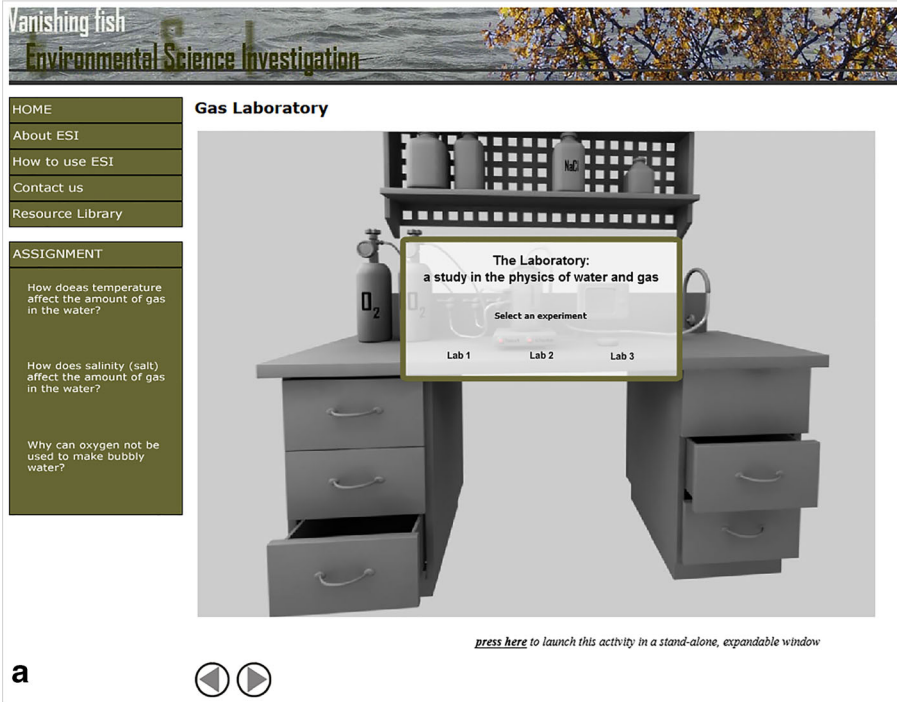 Vanishing fish
Environmental Science Investigation
HOME
About ESI
How to use ESI
Contact us
Resource Library
ASSIGNMENT
How doeas temperature
affect the amount of gas
in the water?
How does salinity (salt)
affect the amount of gas
in the water?
Why can oxygen not be
used to make bubbly
water?
Gas Laboratory
NaCl
O2
O2
The Laboratory:
a study in the physics of water and gas
Select an experiment
Lab 1 Lab 2 Lab 3
press here to launch this activity in a stand-alone, expandable window
a